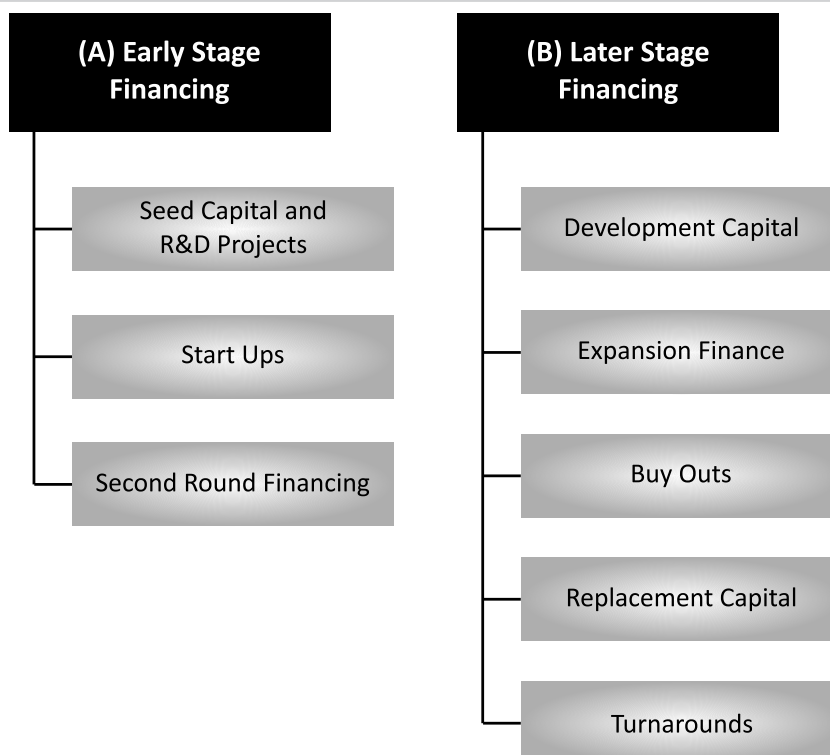 (A) Early Stage
Financing
Seed Capital and
R&D Projects
Start Ups
Second Round Financing
(B) Later Stage
Financing
Development Capital
Expansion Finance
Buy Outs
Replacement Capital
Turnarounds